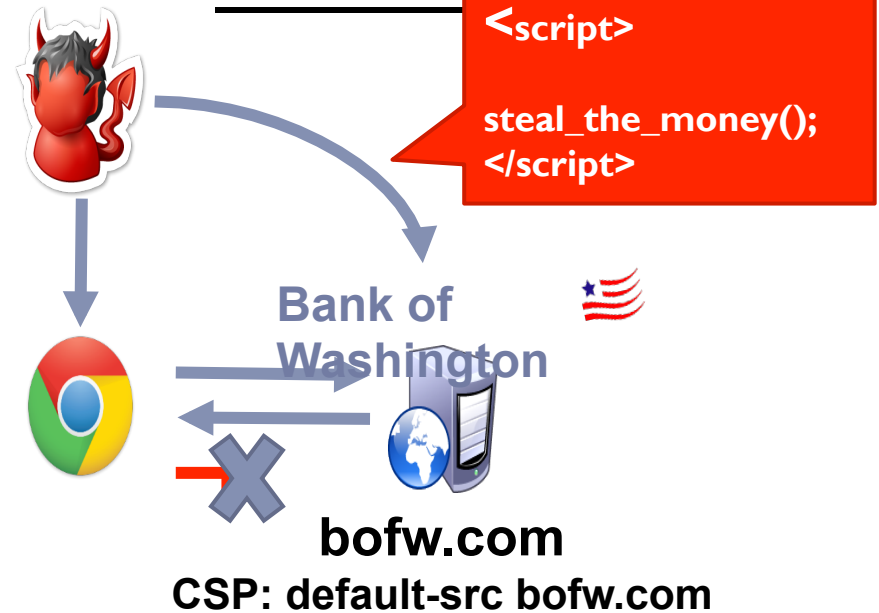 <script>
steal_the_money();
</script>
Bank of
Washington
bofw.com
CSP: default-src bofw.com